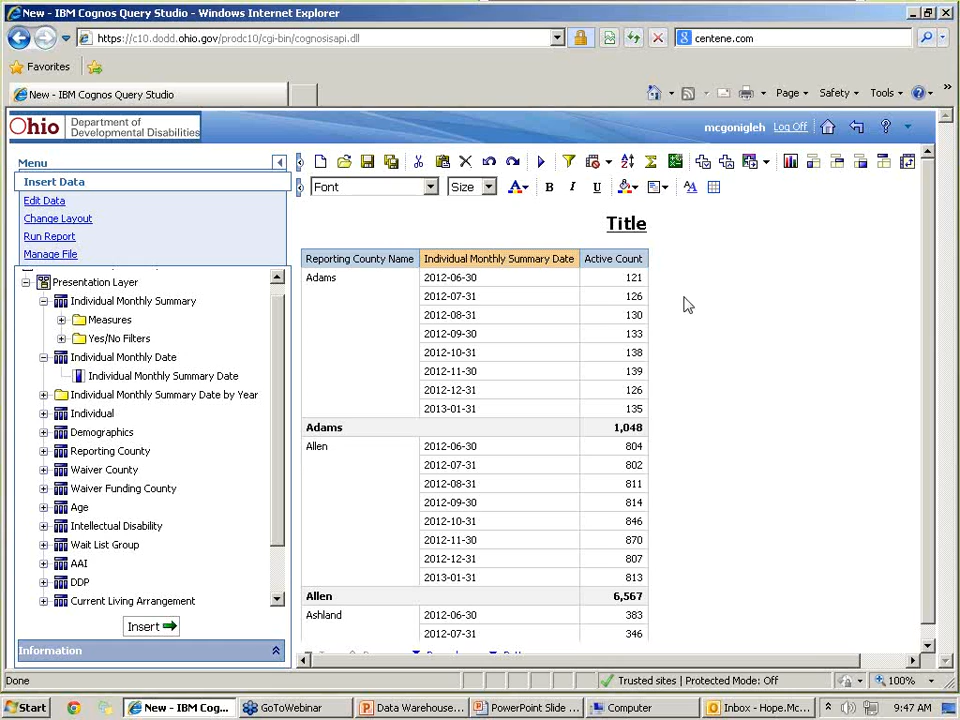 New - IBM Cognos Query Studio - Windows Internet Explorer
https://c10.dodd.ohio.gov/prodc10/cgi-bin/cognosisapi.dll
centene.com
Favorites
New - IBM Cognos Query Studio
Page
Safety
Tools
Ohio
Department of
Developmental Disabilities
mcgonigleh
Log Off
Menu
Insert Data
Edit Data
Change Layout
Run Report
Manage File
Font
Size
Presentation Layer
Individual Monthly Summary
Measures
Yes/No Filters
Individual Monthly Date
Individual Monthly Summary Date
Individual Monthly Summary Date by Year
Individual
Demographics
Reporting County
Waiver County
Waiver Funding County
Age
Intellectual Disability
Wait List Group
AAI
DDP
Current Living Arrangement
Insert
Information
Title
Reporting County Name Individual Monthly Summary Date Active Count
Adams 2012-06-30 121
2012-07-31 126
2012-08-31 130
2012-09-30 133
2012-10-31 138
2012-11-30 139
2012-12-31 126
2013-01-31 135
Adams 1,048
Allen 2012-06-30 804
2012-07-31 802
2012-08-31 811
2012-09-30 814
2012-10-31 846
2012-11-30 870
2012-12-31 807
2013-01-31 813
Allen 6,567
Ashland 2012-06-30 383
2012-07-31 346
Done
Trusted sites | Protected Mode: Off
100%
Start
New - IBM Cog...
GoToWebinar
Data Warehouse...
PowerPoint Slide ...
Computer
Inbox - Hope.Mc...
9:47 AM